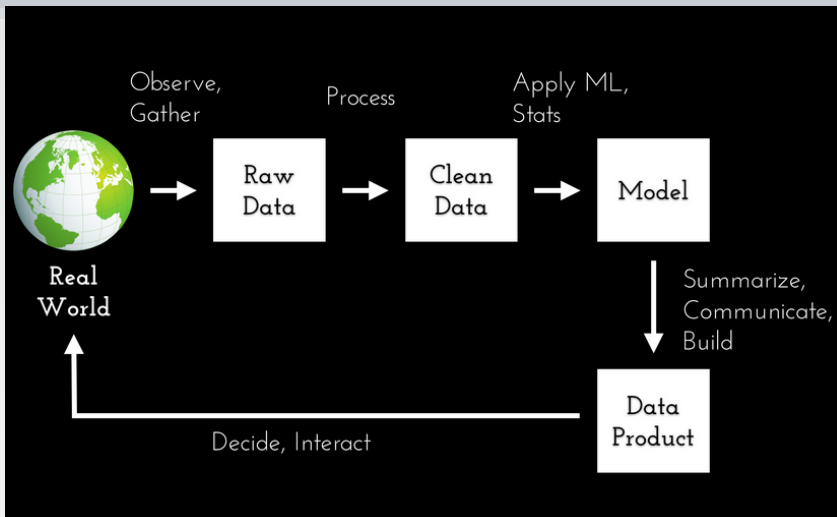 Observe,
Gather
Process
Apply ML,
Stats
Raw
Data
Clean
Data
Model
Real
World
Summarize,
Communicate,
Build
Data
Product
Decide, Interact